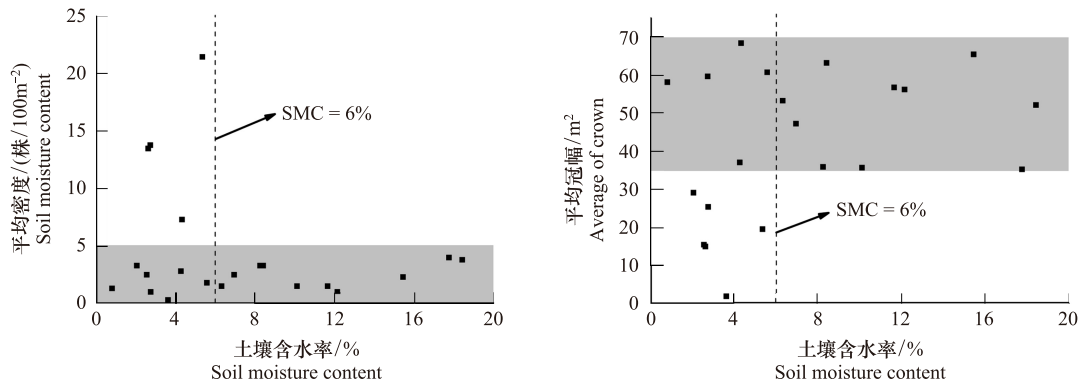 25
20
15
10
5
0
平均密度/(株/100m⁻²)
Soil moisture content
SMC = 6%
0 4 8 12 16 20
土壤含水率/%
Soil moisture content
70
60
50
40
30
20
10
0
平均冠幅/m²
Average of crown
SMC = 6%
0 4 8 12 16 20
土壤含水率/%
Soil moisture content